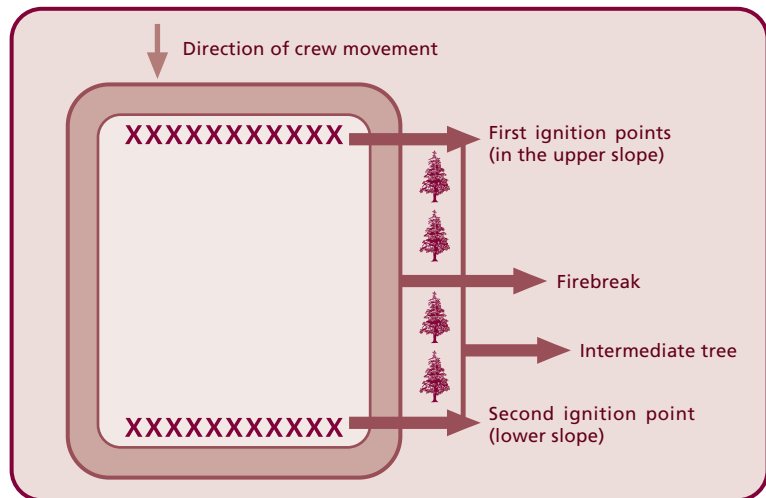 Direction of crew movement
XXXXXXXXXXX
First ignition points
(in the upper slope)
Firebreak
Intermediate tree
XXXXXXXXXXX
Second ignition point
(lower slope)